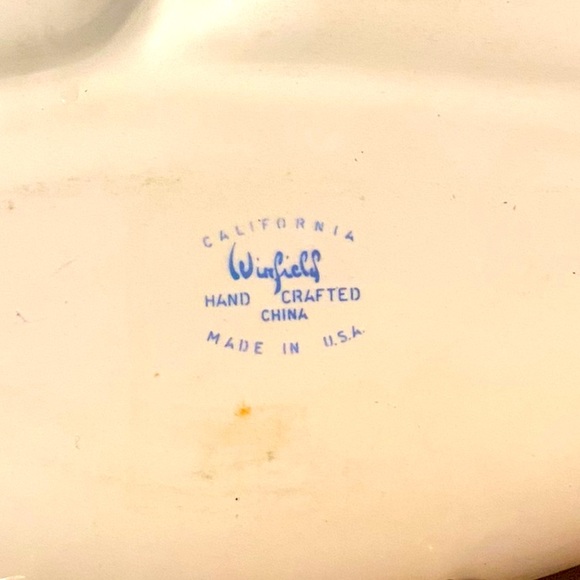 CALIFORNIA
Winfield
HAND CRAFTED
CHINA
MADE IN U.S.A.